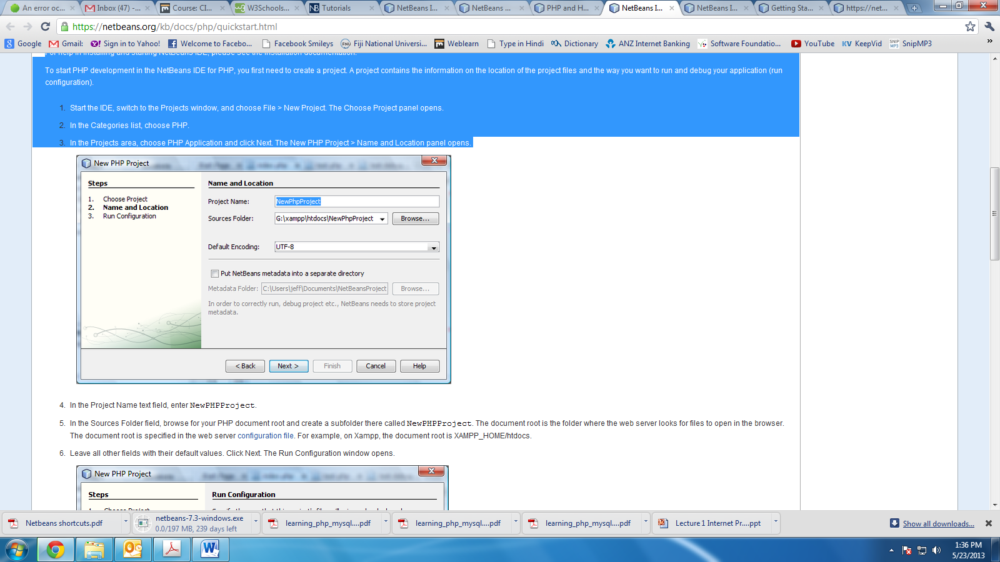 An error oc...
Inbox (47) - ...
Course: CI...
W3Schools...
Tutorials
NetBeans I...
NetBeans ...
PHP and H...
NetBeans I...
NetBeans I...
Getting Sta...
https://net...
https://netbeans.org/kb/docs/php/quickstart.html
Google
Gmail:
Sign in to Yahoo!
Welcome to Facebo...
Facebook Smileys
Fiji National Universi...
Weblearn
Type in Hindi
Dictionary
ANZ Internet Banking
Software Foundatio...
YouTube
KeepVid
SnipMP3
»
For help in installing and starting NetBeans IDE, please see the installation documentation.
To start PHP development in the NetBeans IDE for PHP, you first need to create a project. A project contains the information on the location of the project files and the way you want to run and debug your application (run
configuration).
1. Start the IDE, switch to the Projects window, and choose File > New Project. The Choose Project panel opens.
2. In the Categories list, choose PHP.
3. In the Projects area, choose PHP Application and click Next. The New PHP Project > Name and Location panel opens.
New PHP Project
Steps
1. Choose Project
2. Name and Location
3. Run Configuration
Name and Location
Project Name: NewPhpProject
Sources Folder: G:\xampp\htdocs\NewPhpProject Browse...
Default Encoding: UTF-8
Put NetBeans metadata into a separate directory
Metadata Folder: C:\Users\jeff\Documents\NetBeansProject Browse...
In order to correctly run, debug project etc., NetBeans needs to store project
metadata.
< Back Next > Finish Cancel Help
4. In the Project Name text field, enter NewPHPProject.
5. In the Sources Folder field, browse for your PHP document root and create a subfolder there called NewPHPProject. The document root is the folder where the web server looks for files to open in the browser.
The document root is specified in the web server configuration file. For example, on Xampp, the document root is XAMPP_HOME/htdocs.
6. Leave all other fields with their default values. Click Next. The Run Configuration window opens.
New PHP Project
Steps
Run Configuration
Netbeans shortcuts.pdf
netbeans-7.3-windows.exe
0.0/197 MB, 239 days left
learning_php_mysql....pdf
learning_php_mysql....pdf
learning_php_mysql....pdf
Lecture 1 Internet Pr....ppt
Show all downloads...
1:36 PM
5/23/2013